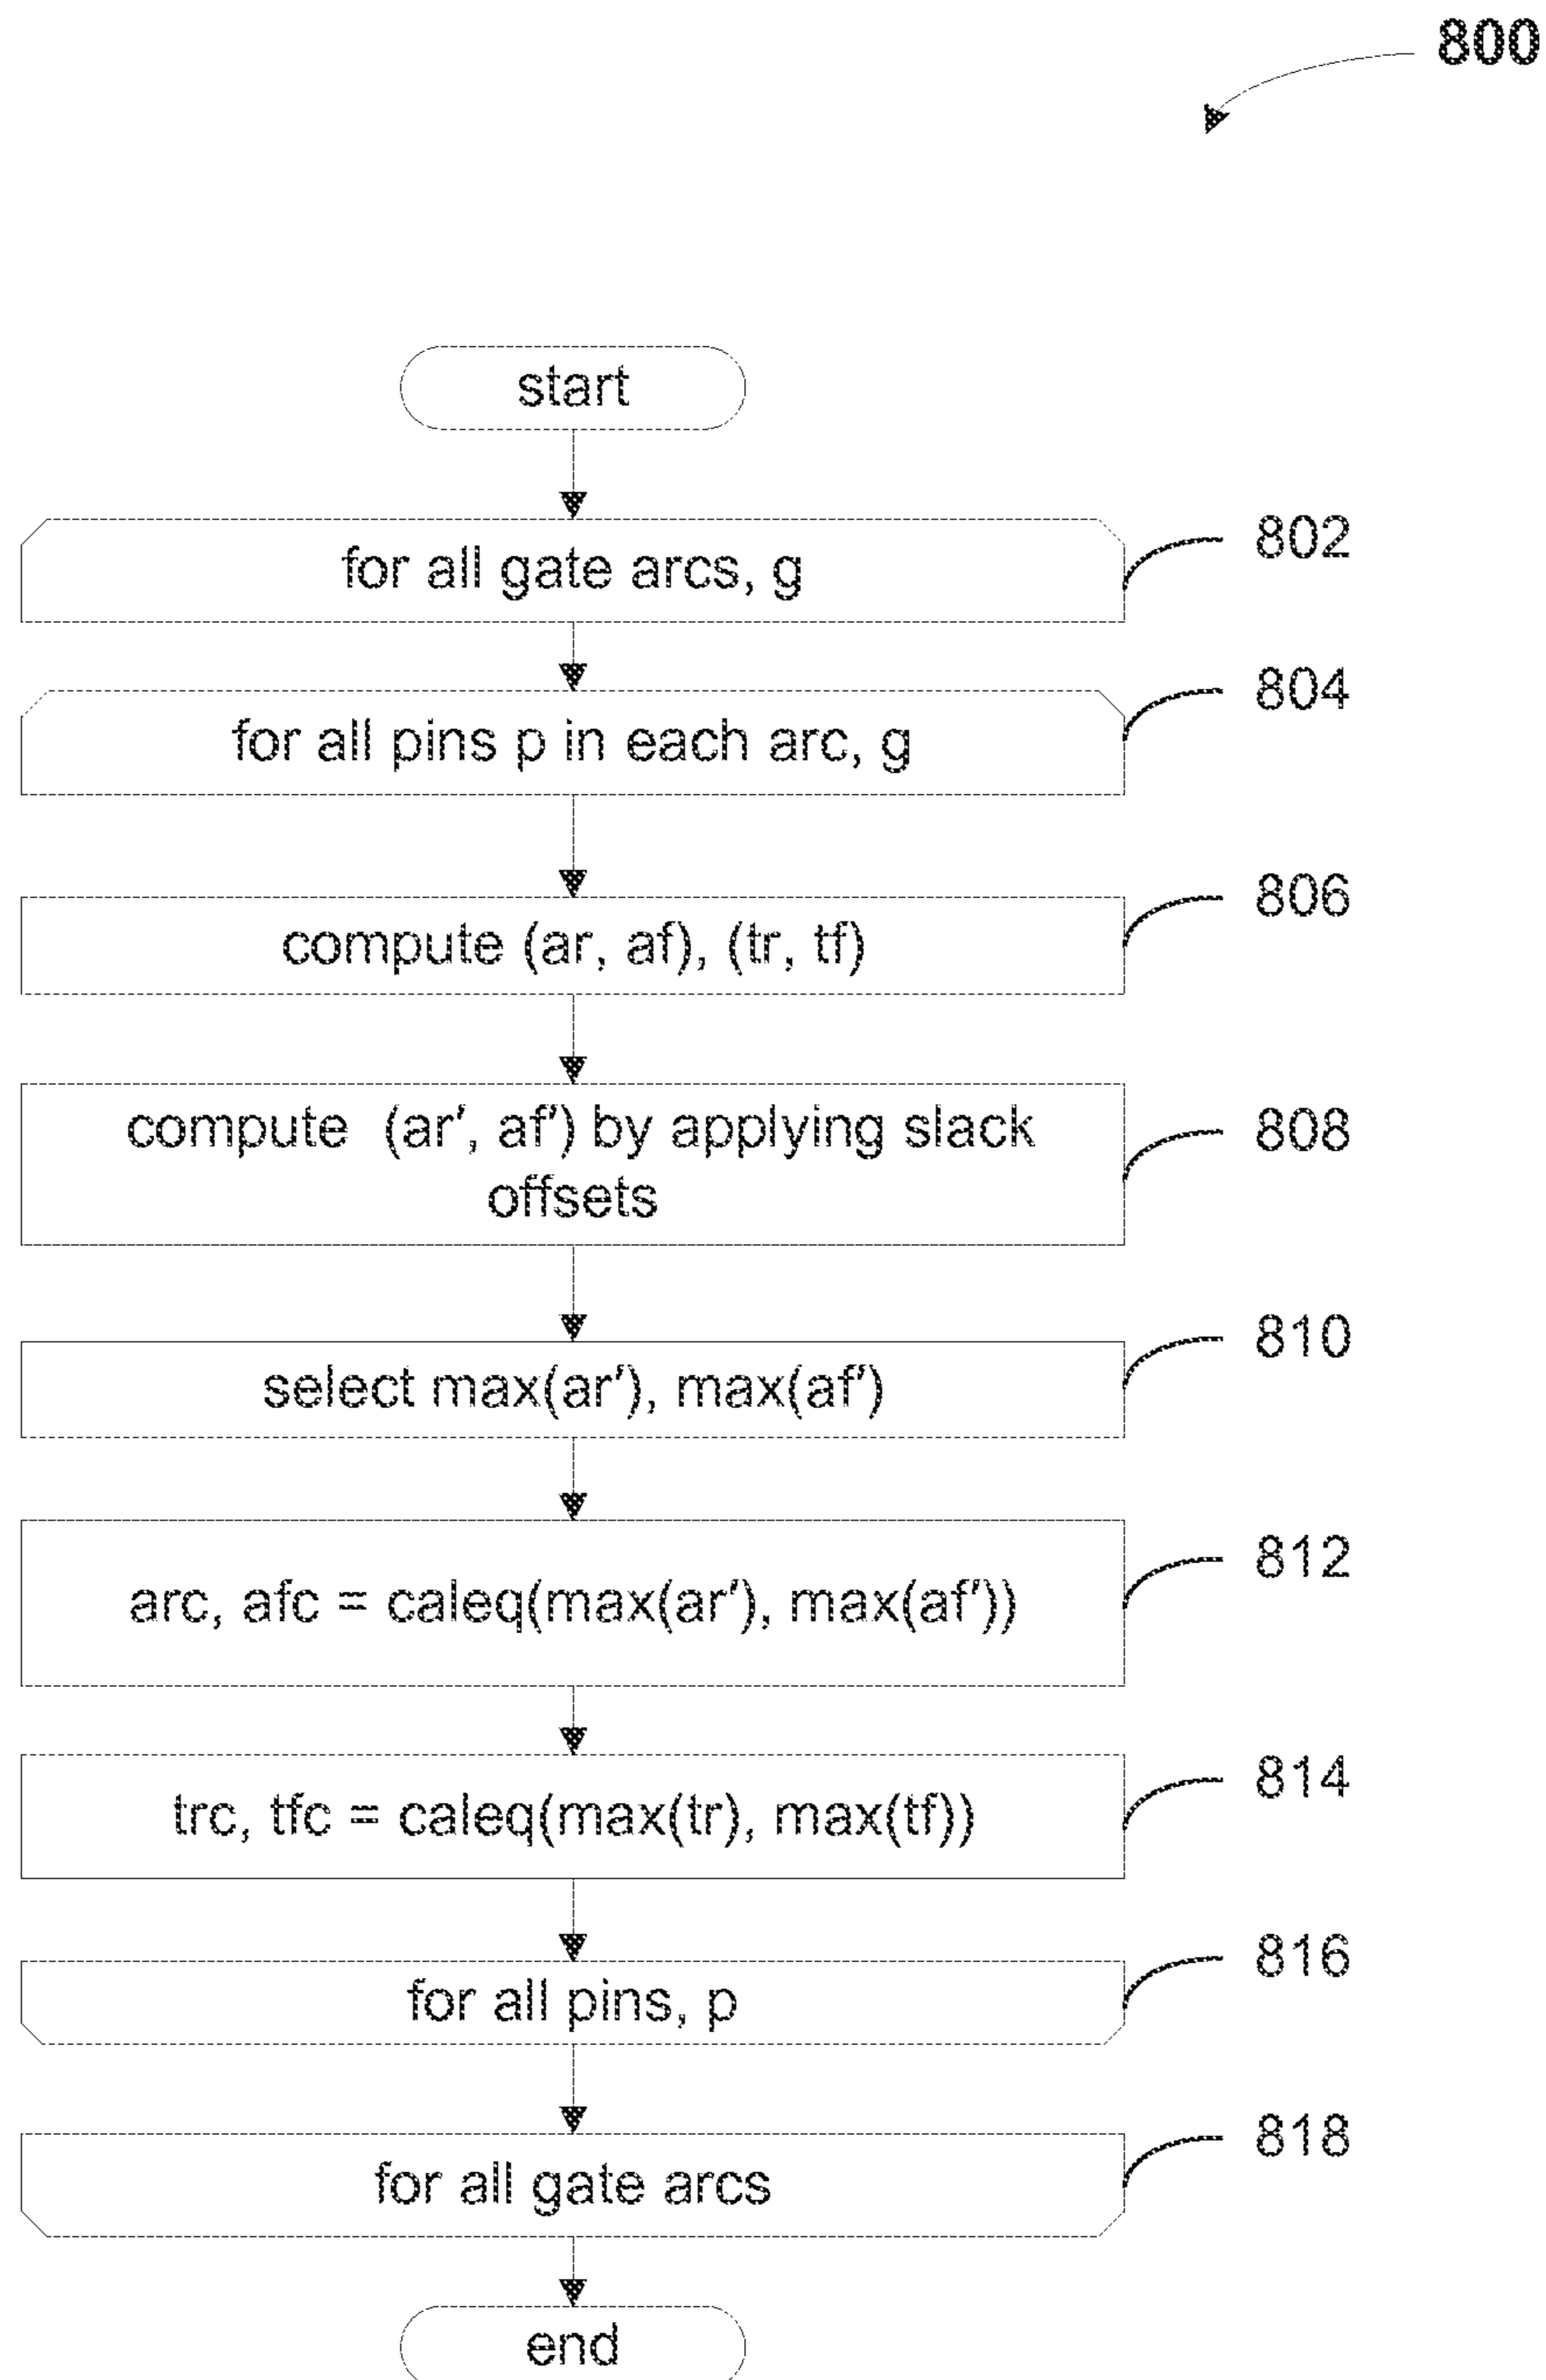 800
start
for all gate arcs, g
802
for all pins p in each arc, g
804
compute (ar, af), (tr, tf)
806
compute (ar′, af′) by applying slack
offsets
808
select max(ar′), max(af′)
810
arc, afc = caleq(max(ar′), max(af′))
812
trc, tfc = caleq(max(tr), max(tf))
814
for all pins, p
816
for all gate arcs
818
end